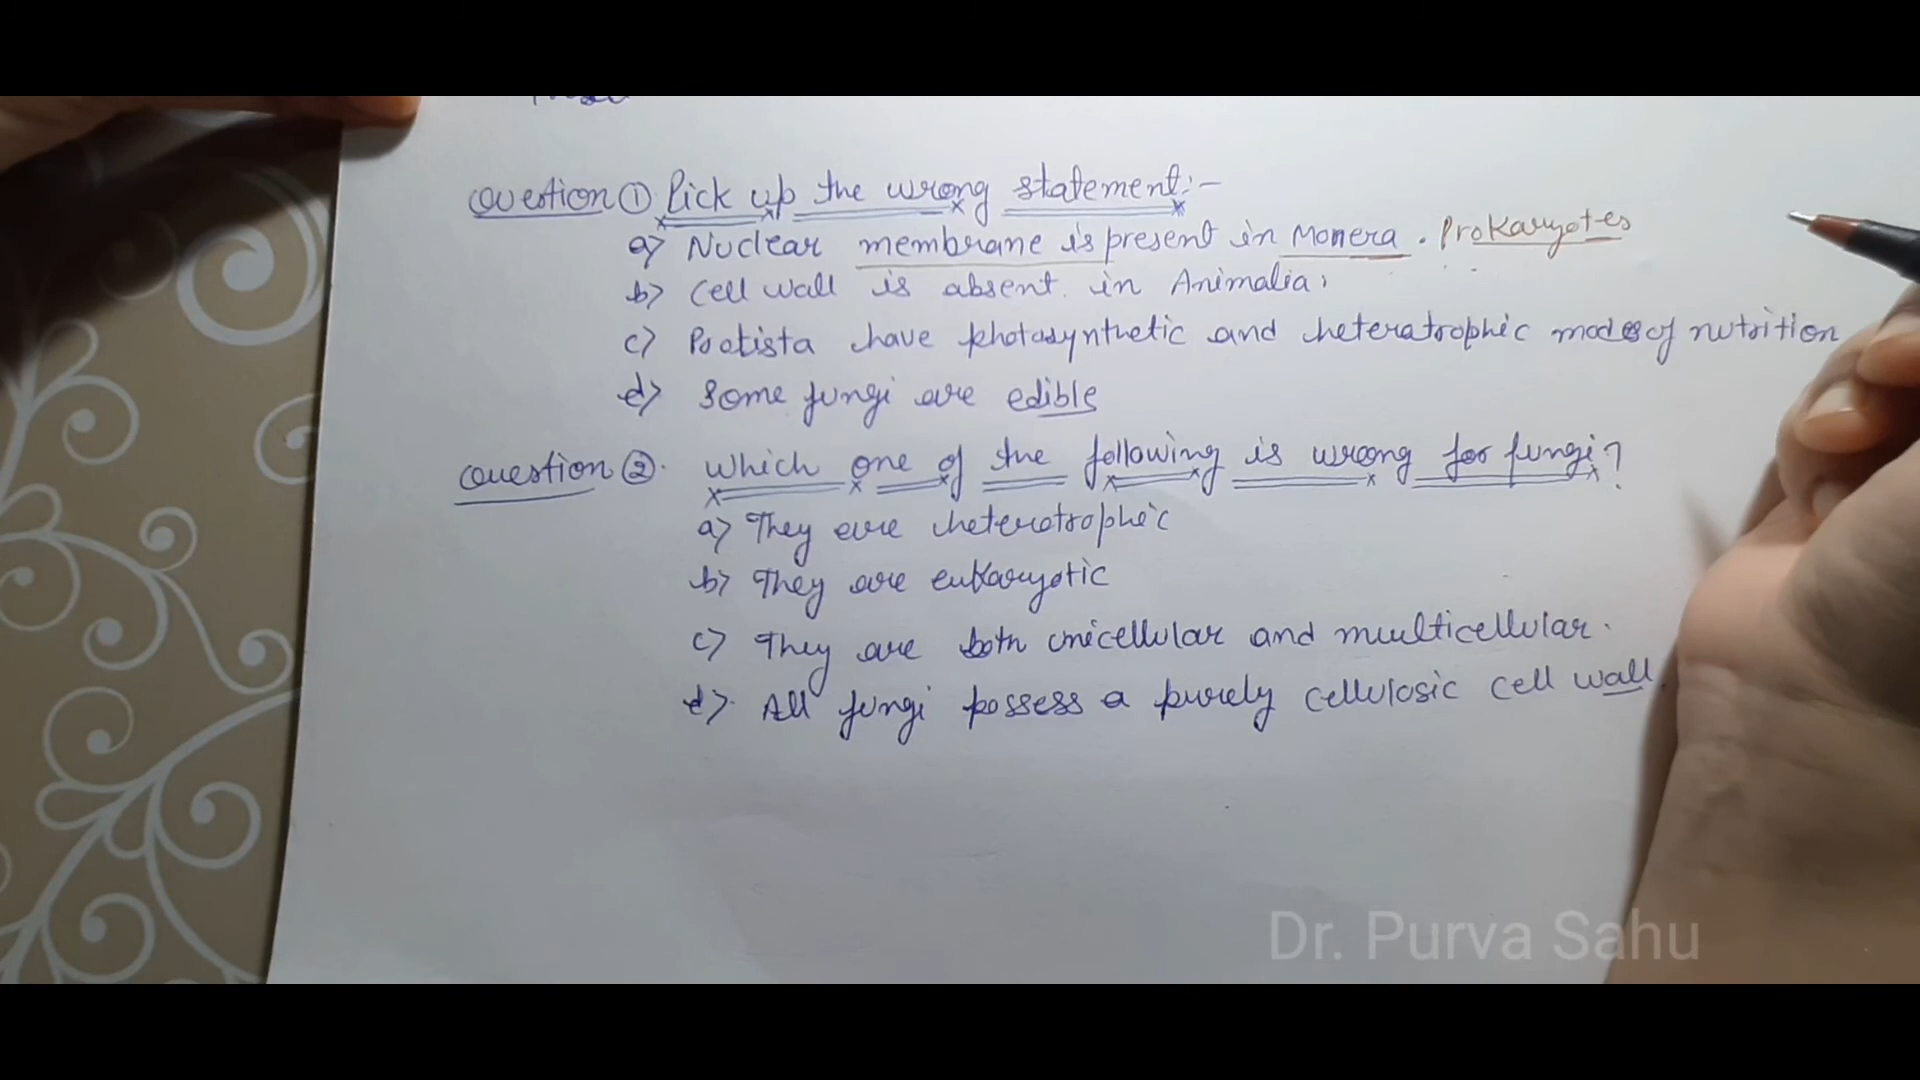 Question ① Pick up the wrong statement:-
a) Nuclear membrane is present in Monera. Prokaryotes
b) Cell wall is absent in Animalia.
c) Protista have photosynthetic and heterotrophic modes of nutrition
d) Some fungi are edible
Question ②. Which one of the following is wrong for fungi?
a) They are heterotrophic
b) They are eukaryotic
c) They are both unicellular and multicellular.
d) All fungi possess a purely cellulosic cell wall.
Dr. Purva Sahu